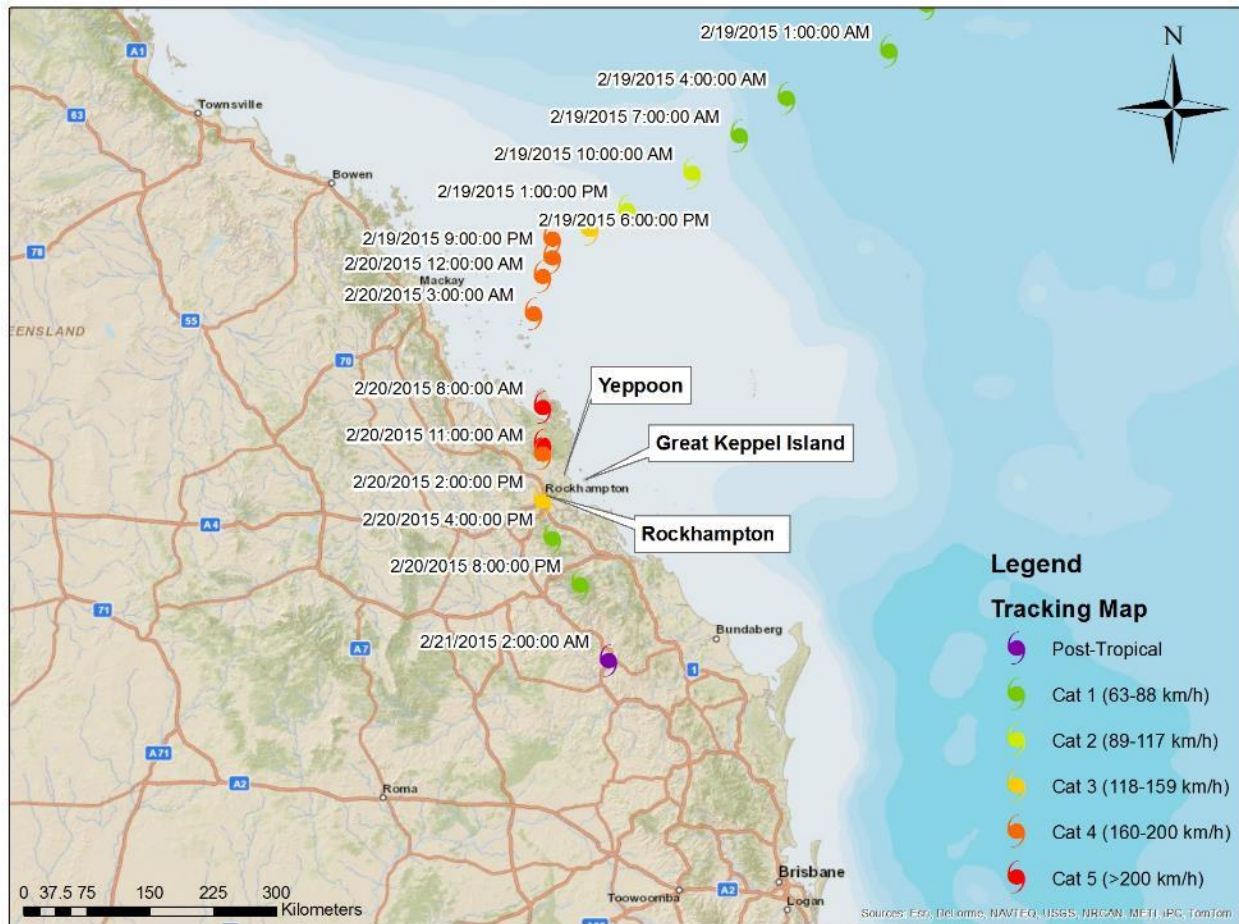 2/19/2015 1:00:00 AM
N
2/19/2015 4:00:00 AM
A1
Townsville
63
2/19/2015 7:00:00 AM
2/19/2015 10:00:00 AM
Bowen
2/19/2015 1:00:00 PM
2/19/2015 6:00:00 PM
2/19/2015 9:00:00 PM
78
2/20/2015 12:00:00 AM
Mackay
2/20/2015 3:00:00 AM
55
EENSLAND
70
2/20/2015 8:00:00 AM
Yeppoon
2/20/2015 11:00:00 AM
Great Keppel Island
2/20/2015 2:00:00 PM
Rockhampton
A4
2/20/2015 4:00:00 PM
Rockhampton
2/20/2015 8:00:00 PM
Legend
71
Tracking Map
2/21/2015 2:00:00 AM
Bundaberg
A7
1
Post-Tropical
Cat 1 (63-88 km/h)
A71
Cat 2 (89-117 km/h)
A2
Roma
Cat 3 (118-159 km/h)
Cat 4 (160-200 km/h)
Brisbane
Cat 5 (>200 km/h)
Toowoomba
A2
Logan
0 37.5 75 150 225 300
Kilometers
Sources: Esri, DeLorme, NAVTEQ, USGS, NRCAN, METI, iPC, TomTom